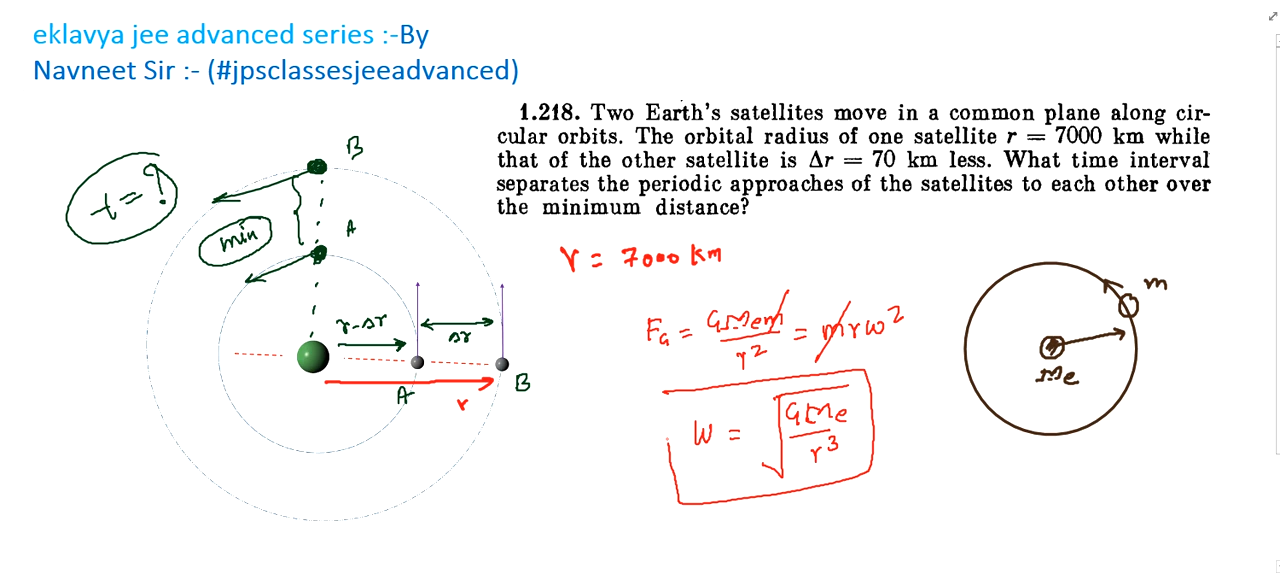 eklavya jee advanced series :-By
Navneet Sir :- (#jpsclassesjeeadvanced)
1.218. Two Earth's satellites move in a common plane along cir-
cular orbits. The orbital radius of one satellite r = 7000 km while
that of the other satellite is Δr = 70 km less. What time interval
separates the periodic approaches of the satellites to each other over
the minimum distance?
B
t = ?
min
A
r = 7000 km
m
F_G = GMem/r² = mrω²
r-Δr
Δr
Me
A
r
B
W = √(GMe/r³)